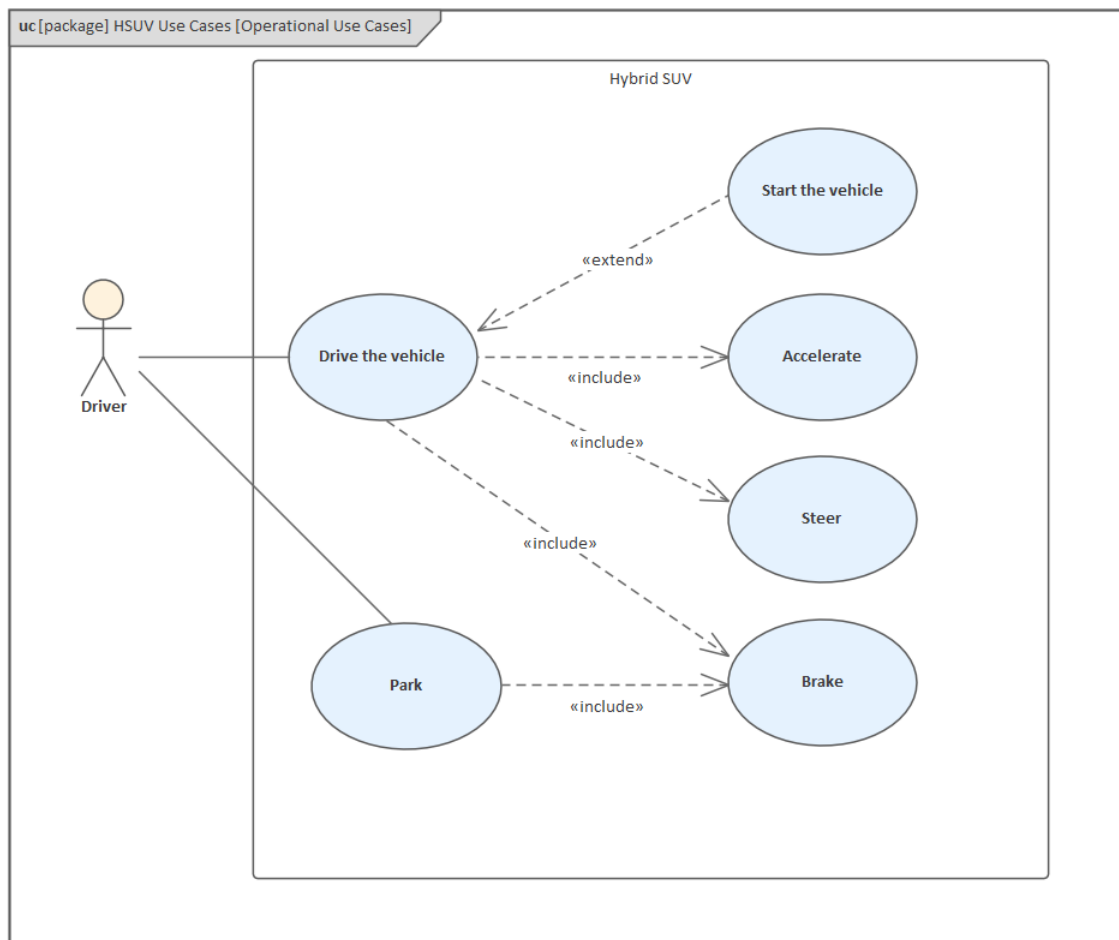 uc [package] HSUV Use Cases [Operational Use Cases]
Hybrid SUV
Start the vehicle
«extend»
Driver
Drive the vehicle
«include»
Accelerate
«include»
Steer
«include»
Park
«include»
Brake